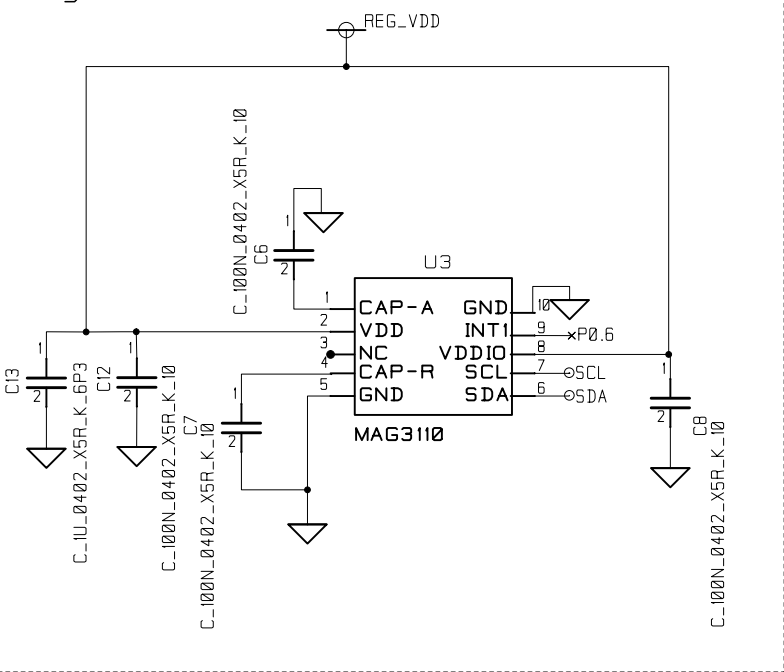 REG_VDD
C_100N_0402_X5R_K_10
1
C6
2
U3
1
CAP-A
GND
10
2
VDD
INT1
9
P0.6
3
NC
VDDIO
8
4
CAP-R
SCL
7
SCL
5
GND
SDA
6
SDA
MAG3110
1
C13
2
C_1U_0402_X5R_K_6P3
1
C12
2
C_100N_0402_X5R_K_10
1
C7
2
C_100N_0402_X5R_K_10
1
C8
2
C_100N_0402_X5R_K_10